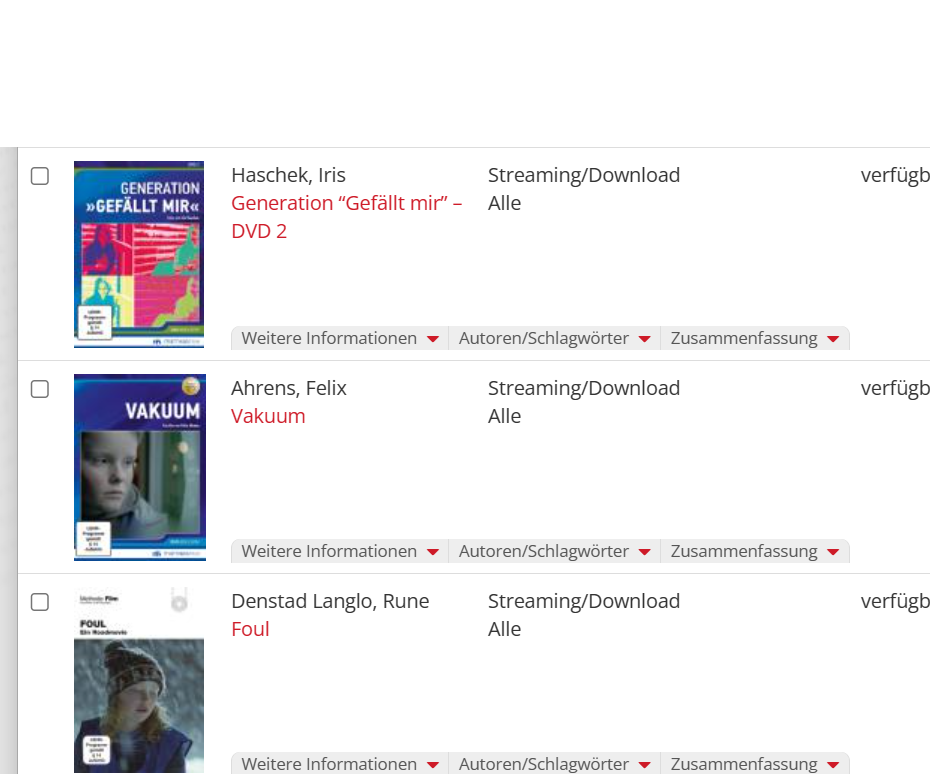 GENERATION
»GEFÄLLT MIR«
Haschek, Iris
Generation “Gefällt mir” –
DVD 2
Streaming/Download
Alle
verfügb
Weitere Informationen
Autoren/Schlagwörter
Zusammenfassung
VAKUUM
Ahrens, Felix
Vakuum
Streaming/Download
Alle
verfügb
Weitere Informationen
Autoren/Schlagwörter
Zusammenfassung
FOUL
Ein Roadmovie
Denstad Langlo, Rune
Foul
Streaming/Download
Alle
verfügb
Weitere Informationen
Autoren/Schlagwörter
Zusammenfassung